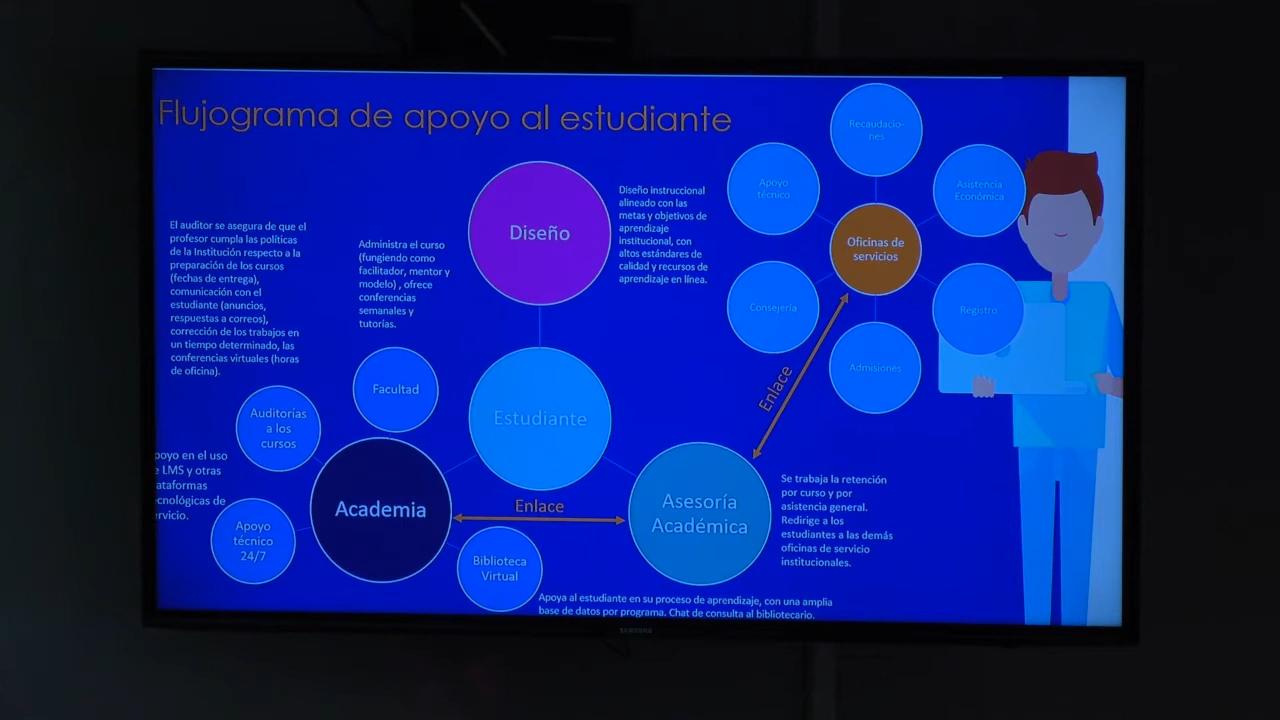 Flujograma de apoyo al estudiante
Recaudacio-
nes
Apoyo
técnico
Asistencia
Económica
Oficinas de
servicios
Consejería
Registro
Admisiones
Diseño
Diseño instruccional
alineado con las
metas y objetivos de
aprendizaje
institucional, con
altos estándares de
calidad y recursos de
aprendizaje en línea.
El auditor se asegura de que el
profesor cumpla las políticas
de la Institución respecto a la
preparación de los cursos
(fechas de entrega),
comunicación con el
estudiante (anuncios,
respuestas a correos),
corrección de los trabajos en
un tiempo determinado, las
conferencias virtuales (horas
de oficina).
Administra el curso
(fungiendo como
facilitador, mentor y
modelo) , ofrece
conferencias
semanales y
tutorías.
Facultad
Estudiante
Enlace
Auditorías
a los
cursos
poyo en el uso
e LMS y otras
ataformas
cnológicas de
rvicio.
Academia
Enlace
Asesoría
Académica
Se trabaja la retención
por curso y por
asistencia general.
Redirige a los
estudiantes a las demás
oficinas de servicio
institucionales.
Apoyo
técnico
24/7
Biblioteca
Virtual
Apoya al estudiante en su proceso de aprendizaje, con una amplia
base de datos por programa. Chat de consulta al bibliotecario.
SAMSUNG